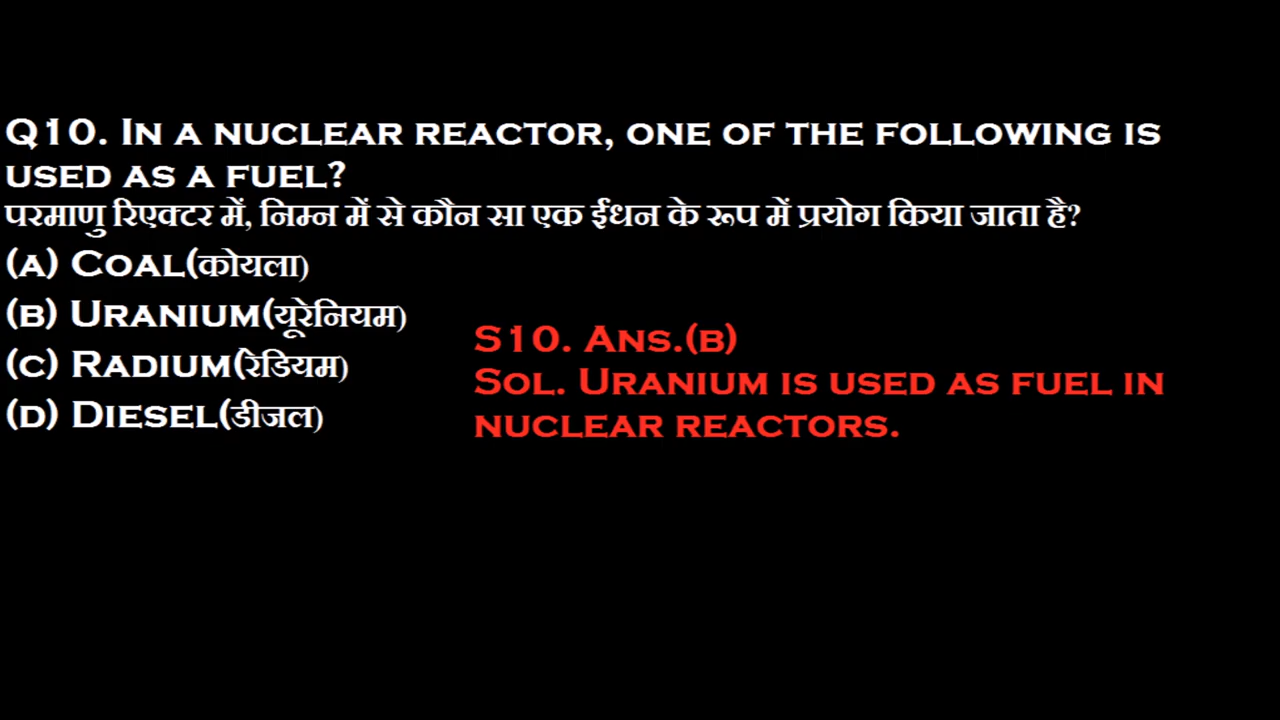 Q10. In a nuclear reactor, one of the following is
used as a fuel?
परमाणु रिएक्टर में, निम्न में से कौन सा एक ईधन के रूप में प्रयोग किया जाता है?
(a) Coal(कोयला)
(b) Uranium(यूरेनियम)
(c) Radium(रेडियम)
(d) Diesel(डीजल)
S10. Ans.(b)
Sol. Uranium is used as fuel in
nuclear reactors.